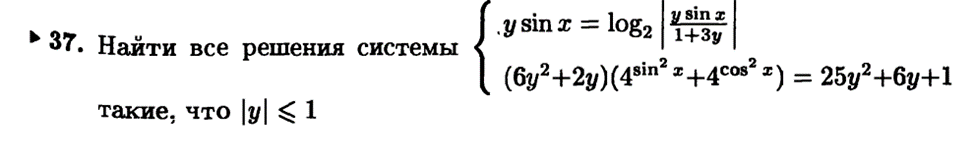 ▸ 37. Найти все решения системы { y sin x = log₂ |y sin x / (1+3y)|
(6y²+2y)(4^{sin² x}+4^{cos² x}) = 25y²+6y+1
такие, что |y| ⩽ 1